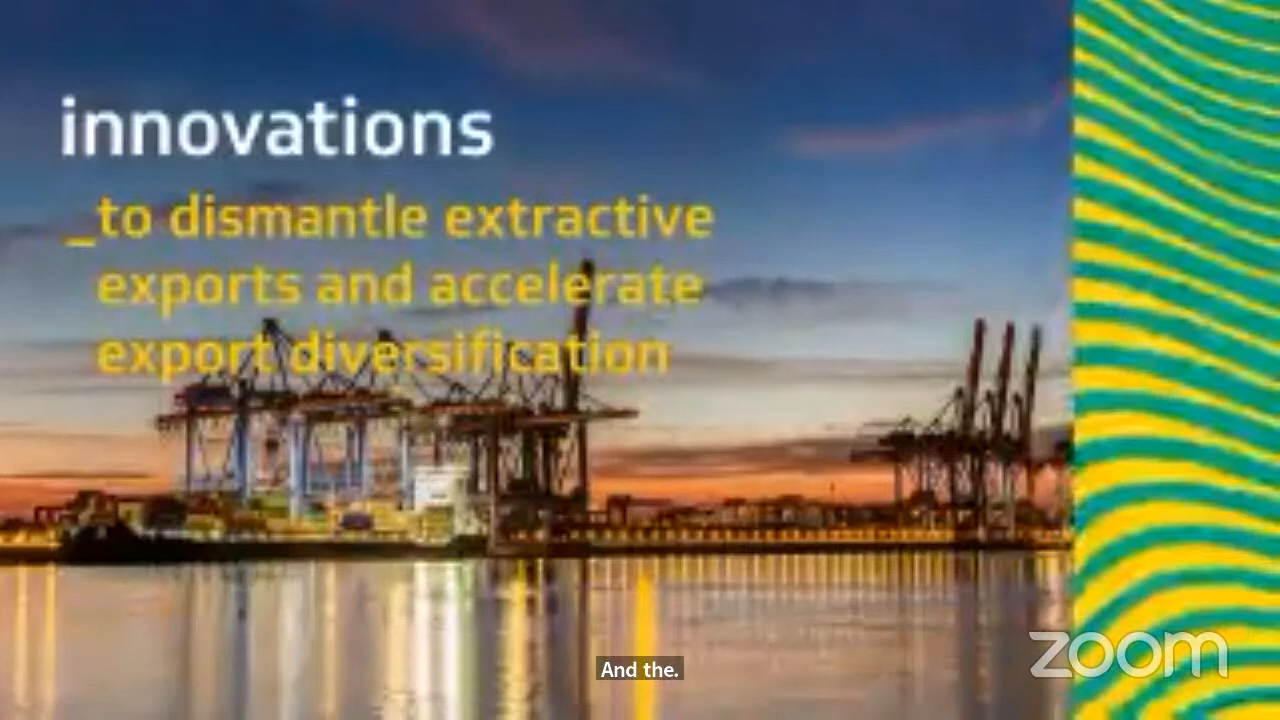 innovations
_to dismantle extractive
exports and accelerate
export diversification
zoom
And the.